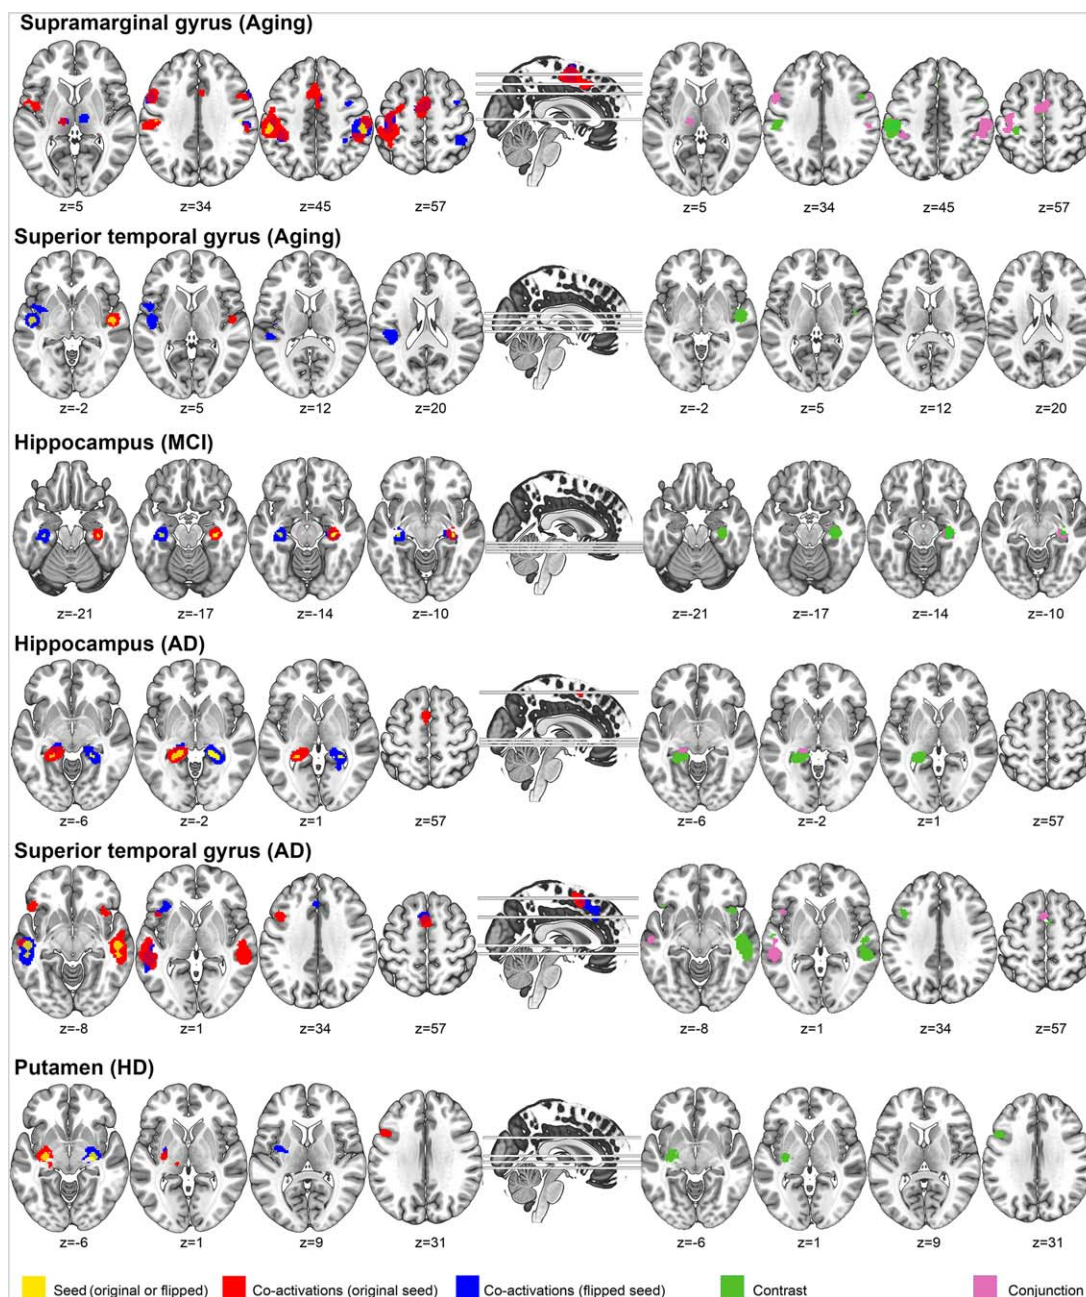 Supramarginal gyrus (Aging)
z=5 z=34 z=45 z=57 z=5 z=34 z=45 z=57
Superior temporal gyrus (Aging)
z=-2 z=5 z=12 z=20 z=-2 z=5 z=12 z=20
Hippocampus (MCI)
z=-21 z=-17 z=-14 z=-10 z=-21 z=-17 z=-14 z=-10
Hippocampus (AD)
z=-6 z=-2 z=1 z=57 z=-6 z=-2 z=1 z=57
Superior temporal gyrus (AD)
z=-8 z=1 z=34 z=57 z=-8 z=1 z=34 z=57
Putamen (HD)
z=-6 z=1 z=9 z=31 z=-6 z=1 z=9 z=31
Seed (original or flipped) Co-activations (original seed) Co-activations (flipped seed) Contrast Conjunction